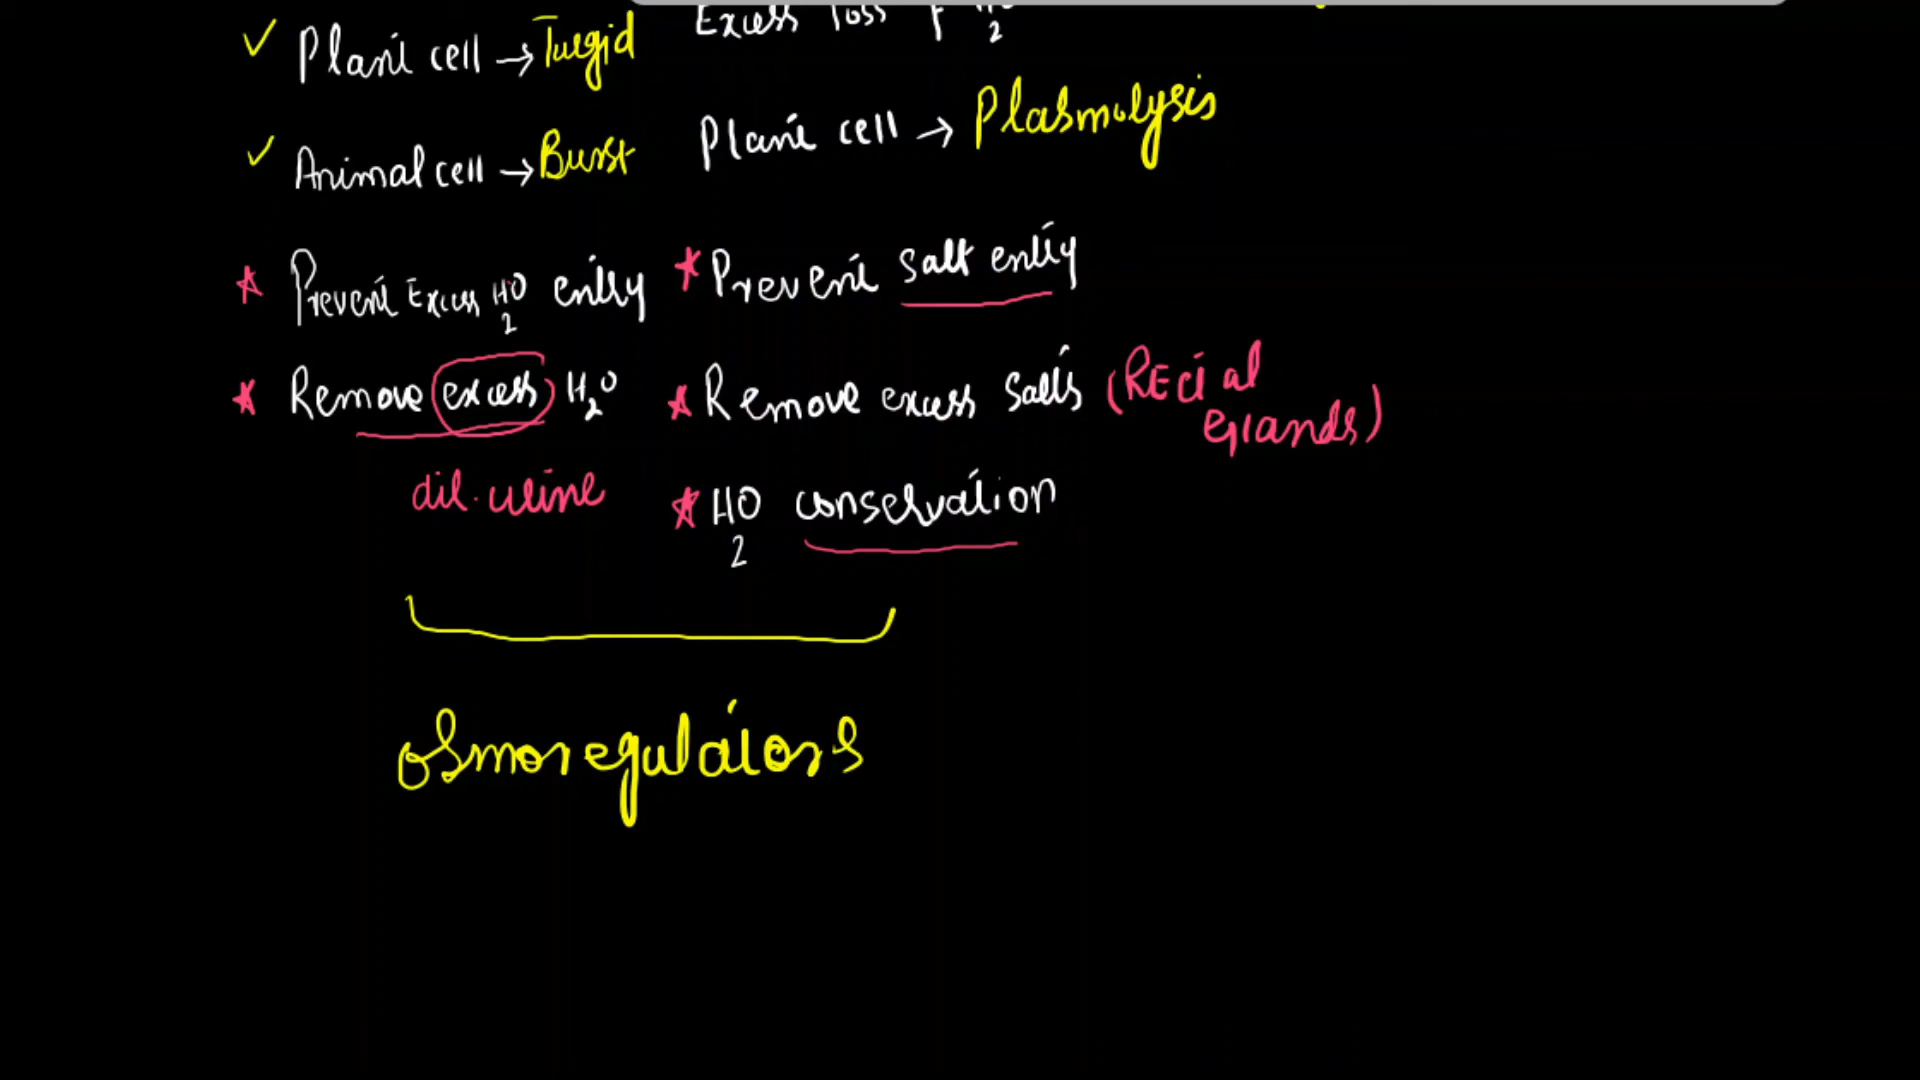 ✓ Plant cell → Turgid
✓ Animal cell → Burst
★ Prevent Excess H2O entry
★ Remove excess H2O
dil. urine
Excess loss of H2O
Plant cell → Plasmolysis
★ Prevent salt entry
★ Remove excess salts (REctal Glands)
★ H2O conservation
osmoregulators